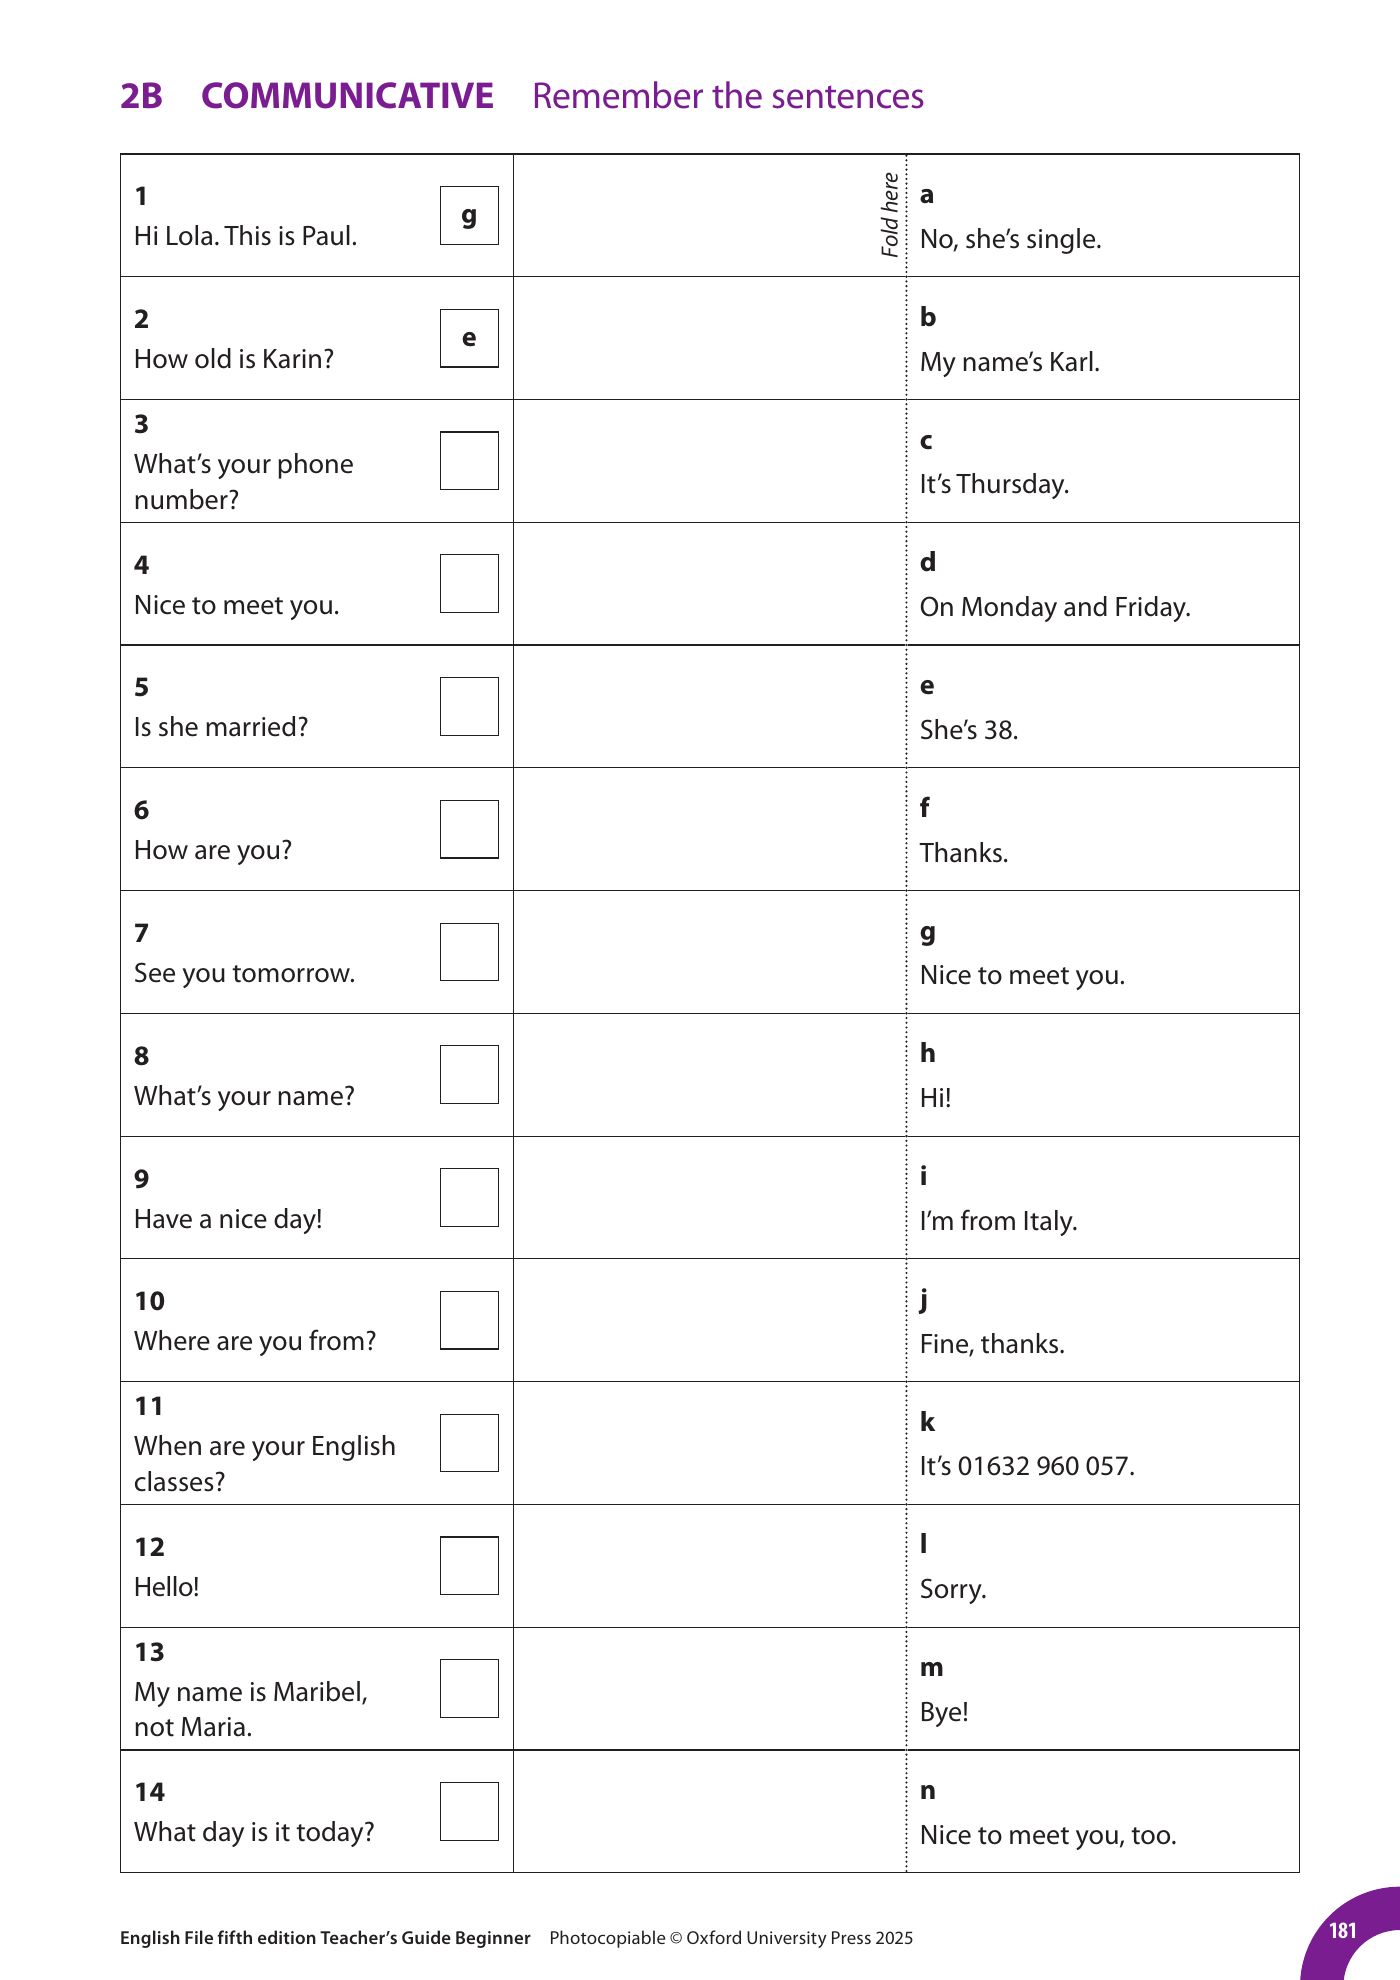 2B COMMUNICATIVE Remember the sentences
1
Hi Lola. This is Paul.
g
Fold here
a
No, she's single.
2
How old is Karin?
e
b
My name's Karl.
3
What's your phone
number?
c
It's Thursday.
4
Nice to meet you.
d
On Monday and Friday.
5
Is she married?
e
She's 38.
6
How are you?
f
Thanks.
7
See you tomorrow.
g
Nice to meet you.
8
What's your name?
h
Hi!
9
Have a nice day!
i
I'm from Italy.
10
Where are you from?
j
Fine, thanks.
11
When are your English
classes?
k
It's 01632 960 057.
12
Hello!
l
Sorry.
13
My name is Maribel,
not Maria.
m
Bye!
14
What day is it today?
n
Nice to meet you, too.
English File fifth edition Teacher's Guide Beginner Photocopiable © Oxford University Press 2025
181